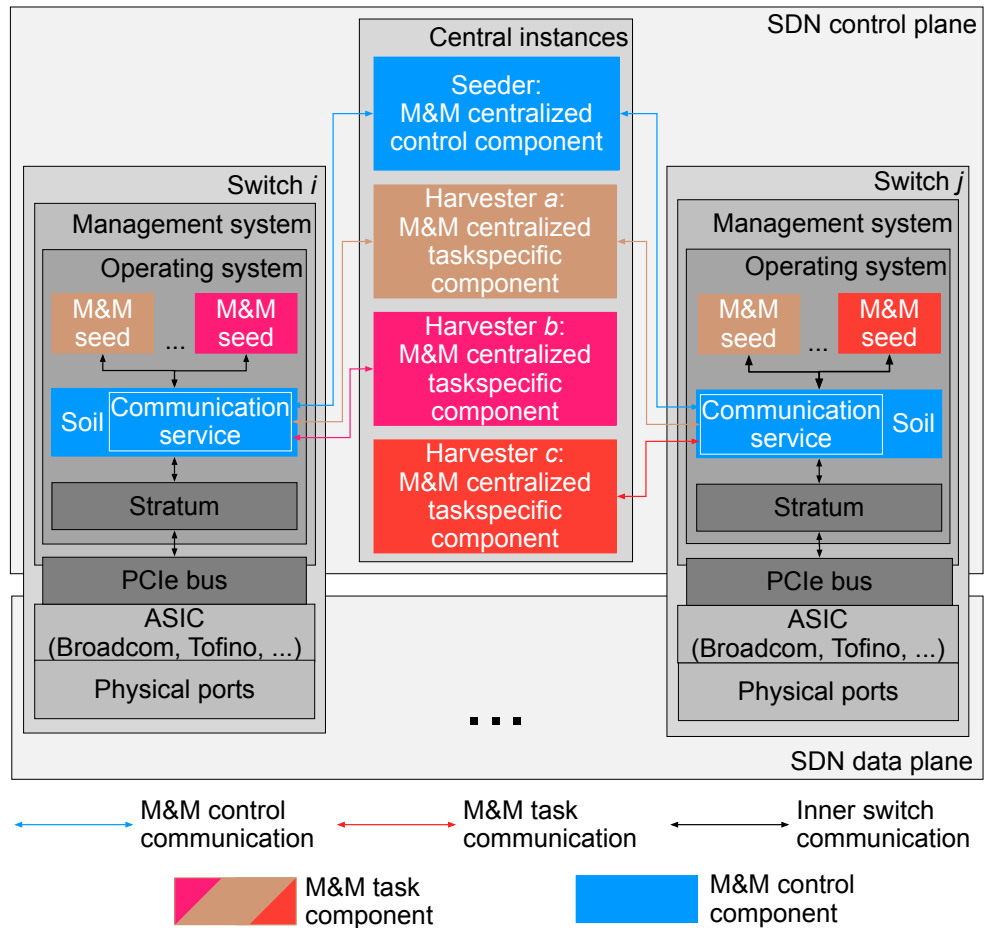 SDN control plane
Central instances
Seeder:
M&M centralized
control component
Harvester a:
M&M centralized
taskspecific
component
Harvester b:
M&M centralized
taskspecific
component
Harvester c:
M&M centralized
taskspecific
component
Switch i
Management system
Operating system
M&M
seed
...
M&M
seed
Soil
Communication
service
Stratum
PCIe bus
ASIC
(Broadcom, Tofino, ...)
Physical ports
Switch j
Management system
Operating system
M&M
seed
...
M&M
seed
Communication
service
Soil
Stratum
PCIe bus
ASIC
(Broadcom, Tofino, ...)
Physical ports
...
SDN data plane
M&M control
communication
M&M task
communication
Inner switch
communication
M&M task
component
M&M control
component